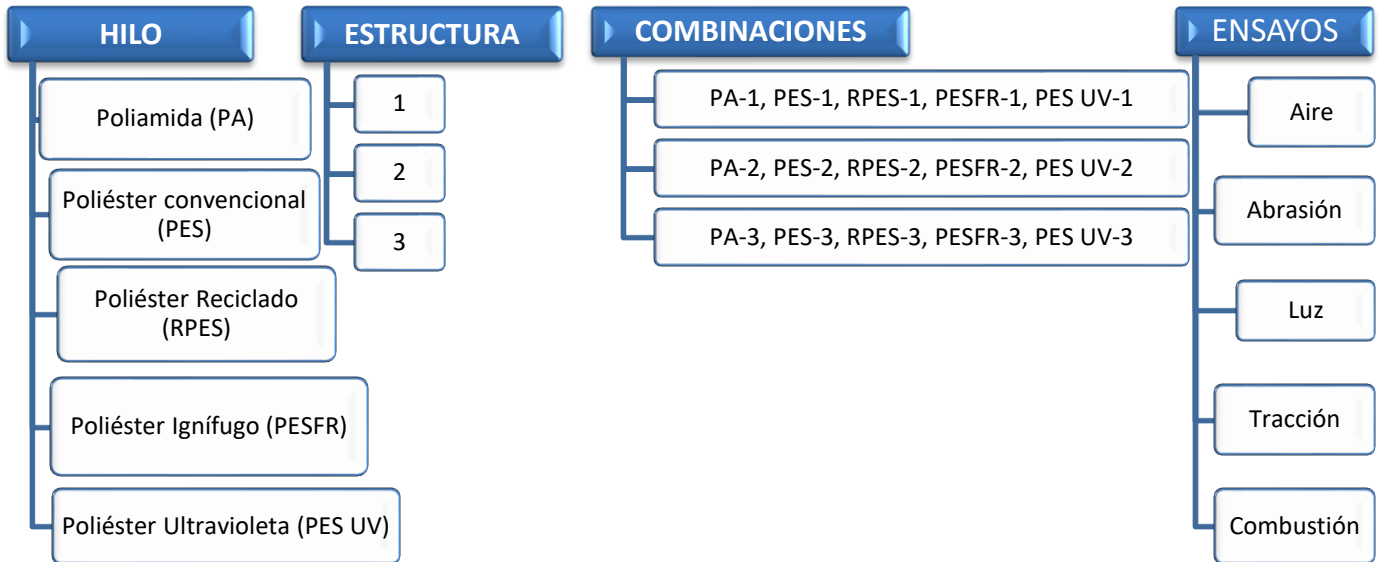 HILO
Poliamida (PA)
Poliéster convencional
(PES)
Poliéster Reciclado
(RPES)
Poliéster Ignífugo (PESFR)
Poliéster Ultravioleta (PES UV)
ESTRUCTURA
1
2
3
COMBINACIONES
PA-1, PES-1, RPES-1, PESFR-1, PES UV-1
PA-2, PES-2, RPES-2, PESFR-2, PES UV-2
PA-3, PES-3, RPES-3, PESFR-3, PES UV-3
ENSAYOS
Aire
Abrasión
Luz
Tracción
Combustión